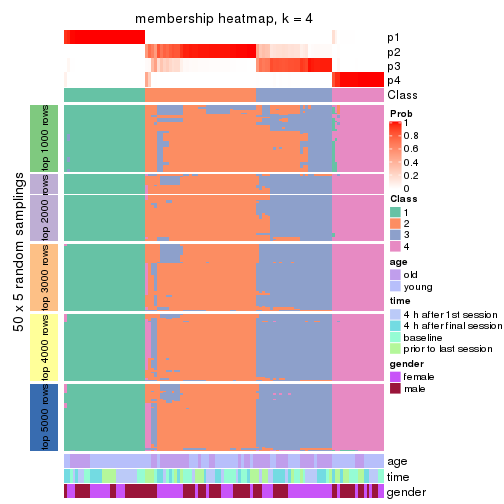 membership heatmap, k = 4
p1
p2
p3
p4
Class
50 x 5 random samplings
top 1000 rows
top 2000 rows
top 3000 rows
top 4000 rows
top 5000 rows
age
time
gender
Prob
1
0.8
0.6
0.4
0.2
0
Class
1
2
3
4
age
old
young
time
4 h after 1st session
4 h after final session
baseline
prior to last session
gender
female
male